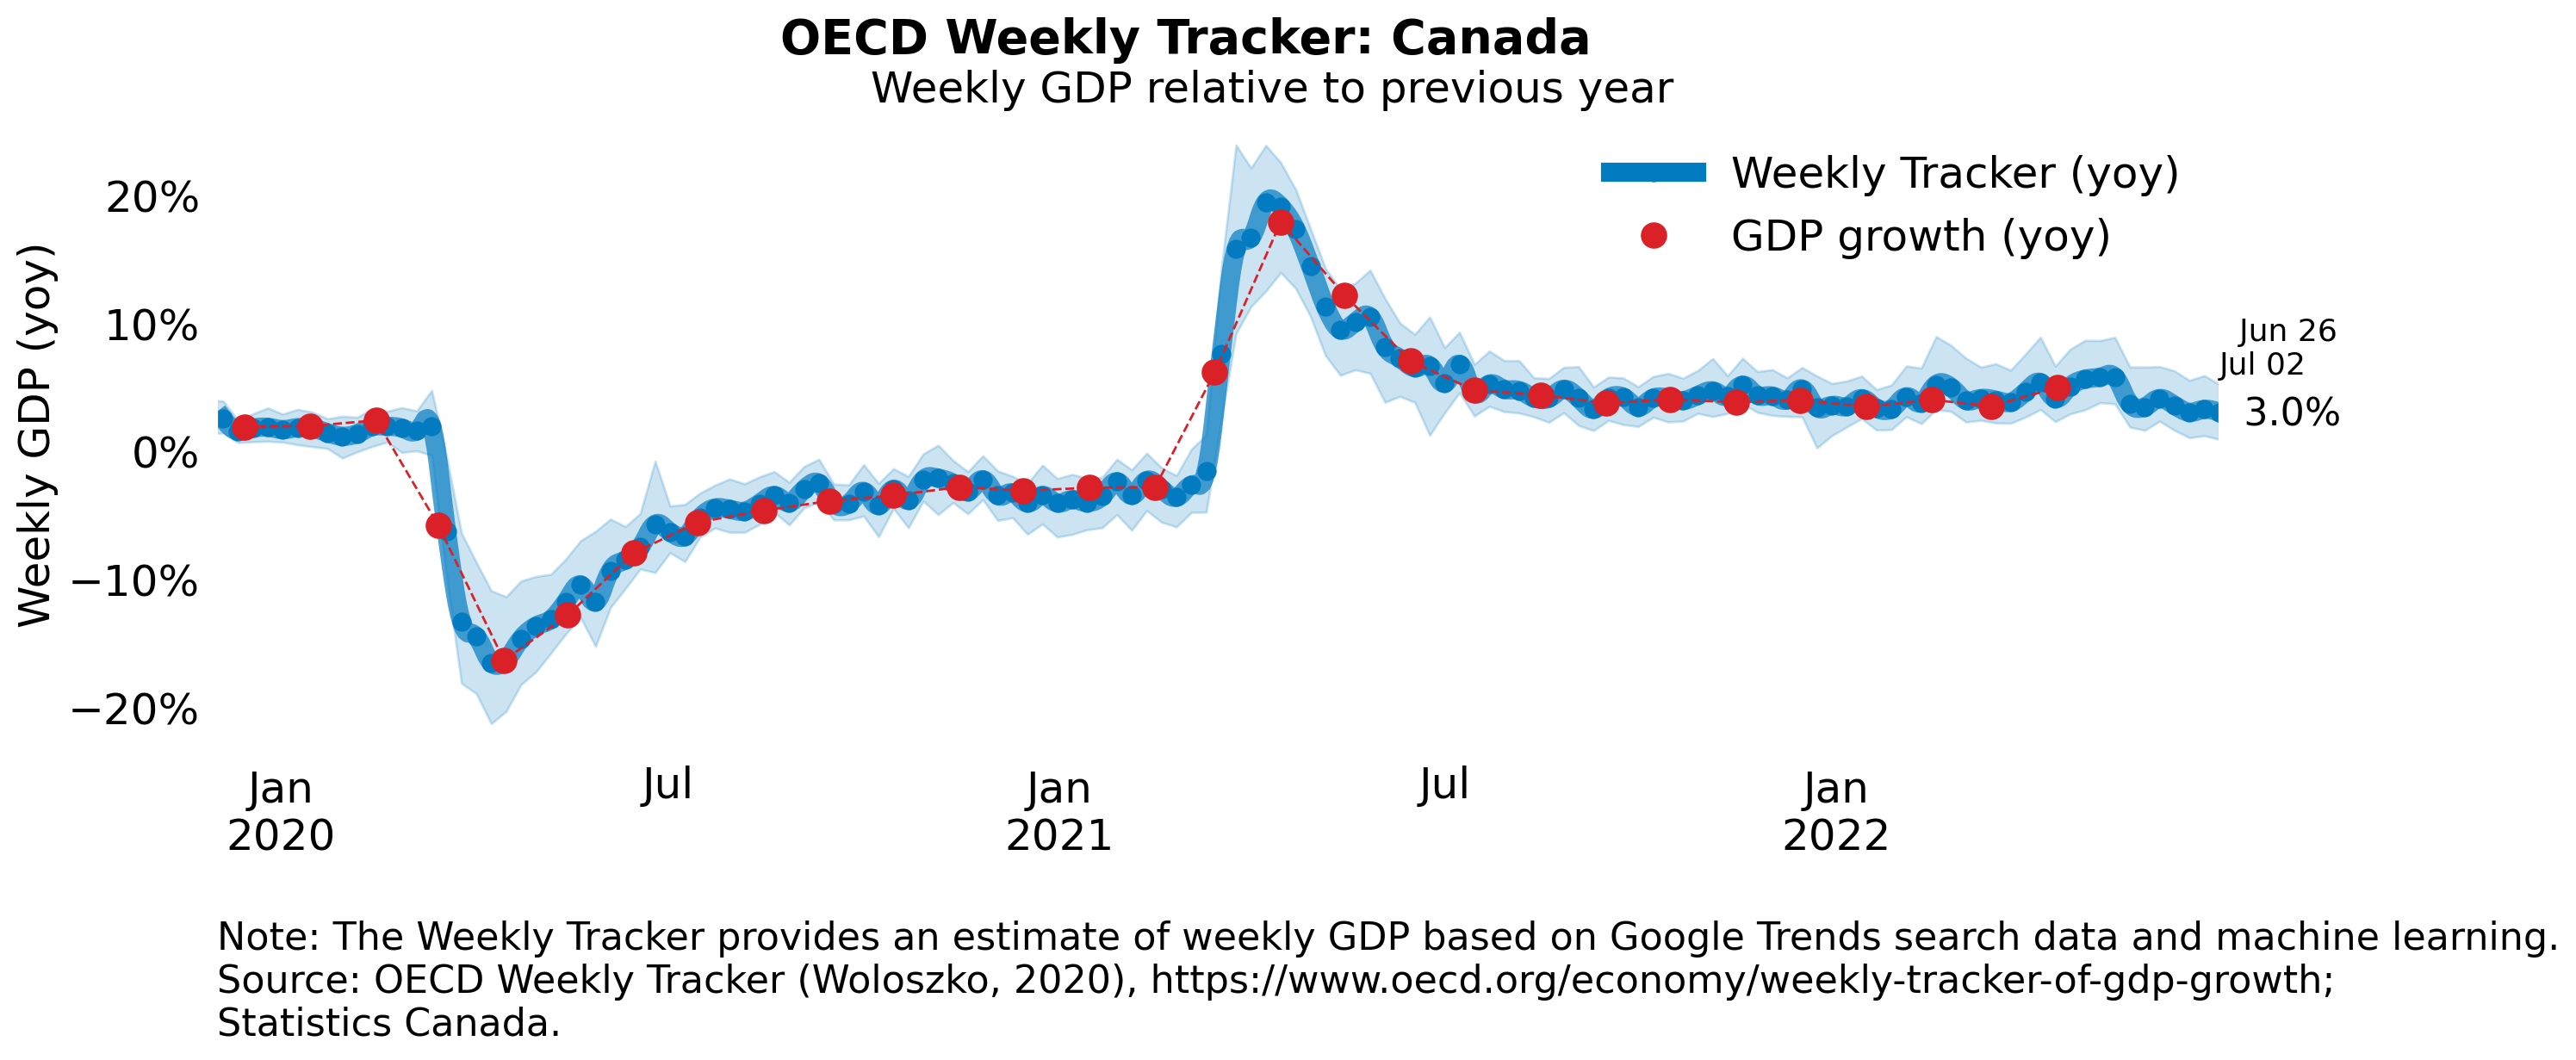 OECD Weekly Tracker: Canada
Weekly GDP relative to previous year
Weekly Tracker (yoy)
GDP growth (yoy)
Weekly GDP (yoy)
20%
10%
0%
−10%
−20%
Jun 26
Jul 02
3.0%
Jan
2020
Jul
Jan
2021
Jul
Jan
2022
Note: The Weekly Tracker provides an estimate of weekly GDP based on Google Trends search data and machine learning.
Source: OECD Weekly Tracker (Woloszko, 2020), https://www.oecd.org/economy/weekly-tracker-of-gdp-growth;
Statistics Canada.